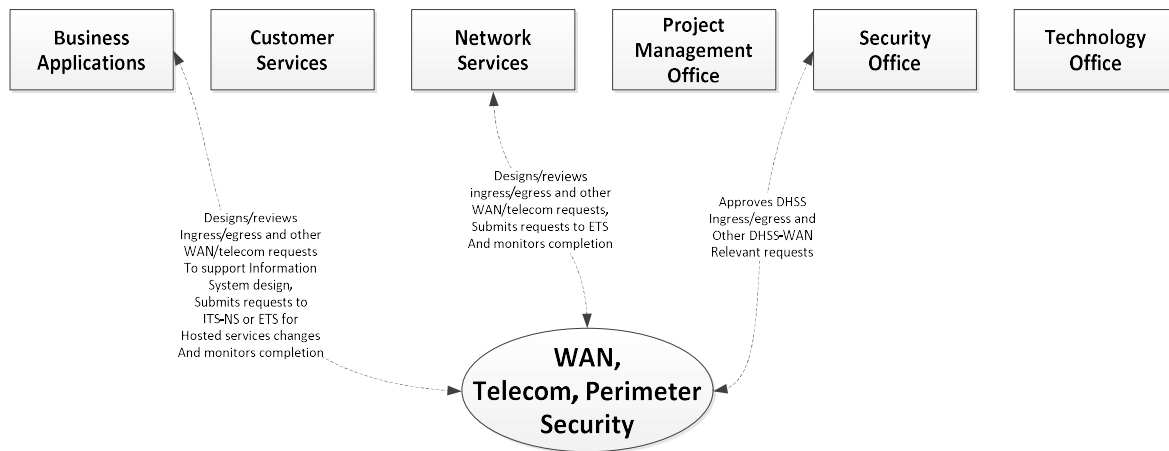 Business
Applications
Customer
Services
Network
Services
Project
Management
Office
Security
Office
Technology
Office
Designs/reviews
Ingress/egress and other
WAN/telecom requests
To support Information
System design,
Submits requests to
ITS-NS or ETS for
Hosted services changes
And monitors completion
Designs/reviews
ingress/egress and other
WAN/telecom requests,
Submits requests to ETS
And monitors completion
Approves DHSS
Ingress/egress and
Other DHSS-WAN
Relevant requests
WAN,
Telecom, Perimeter
Security